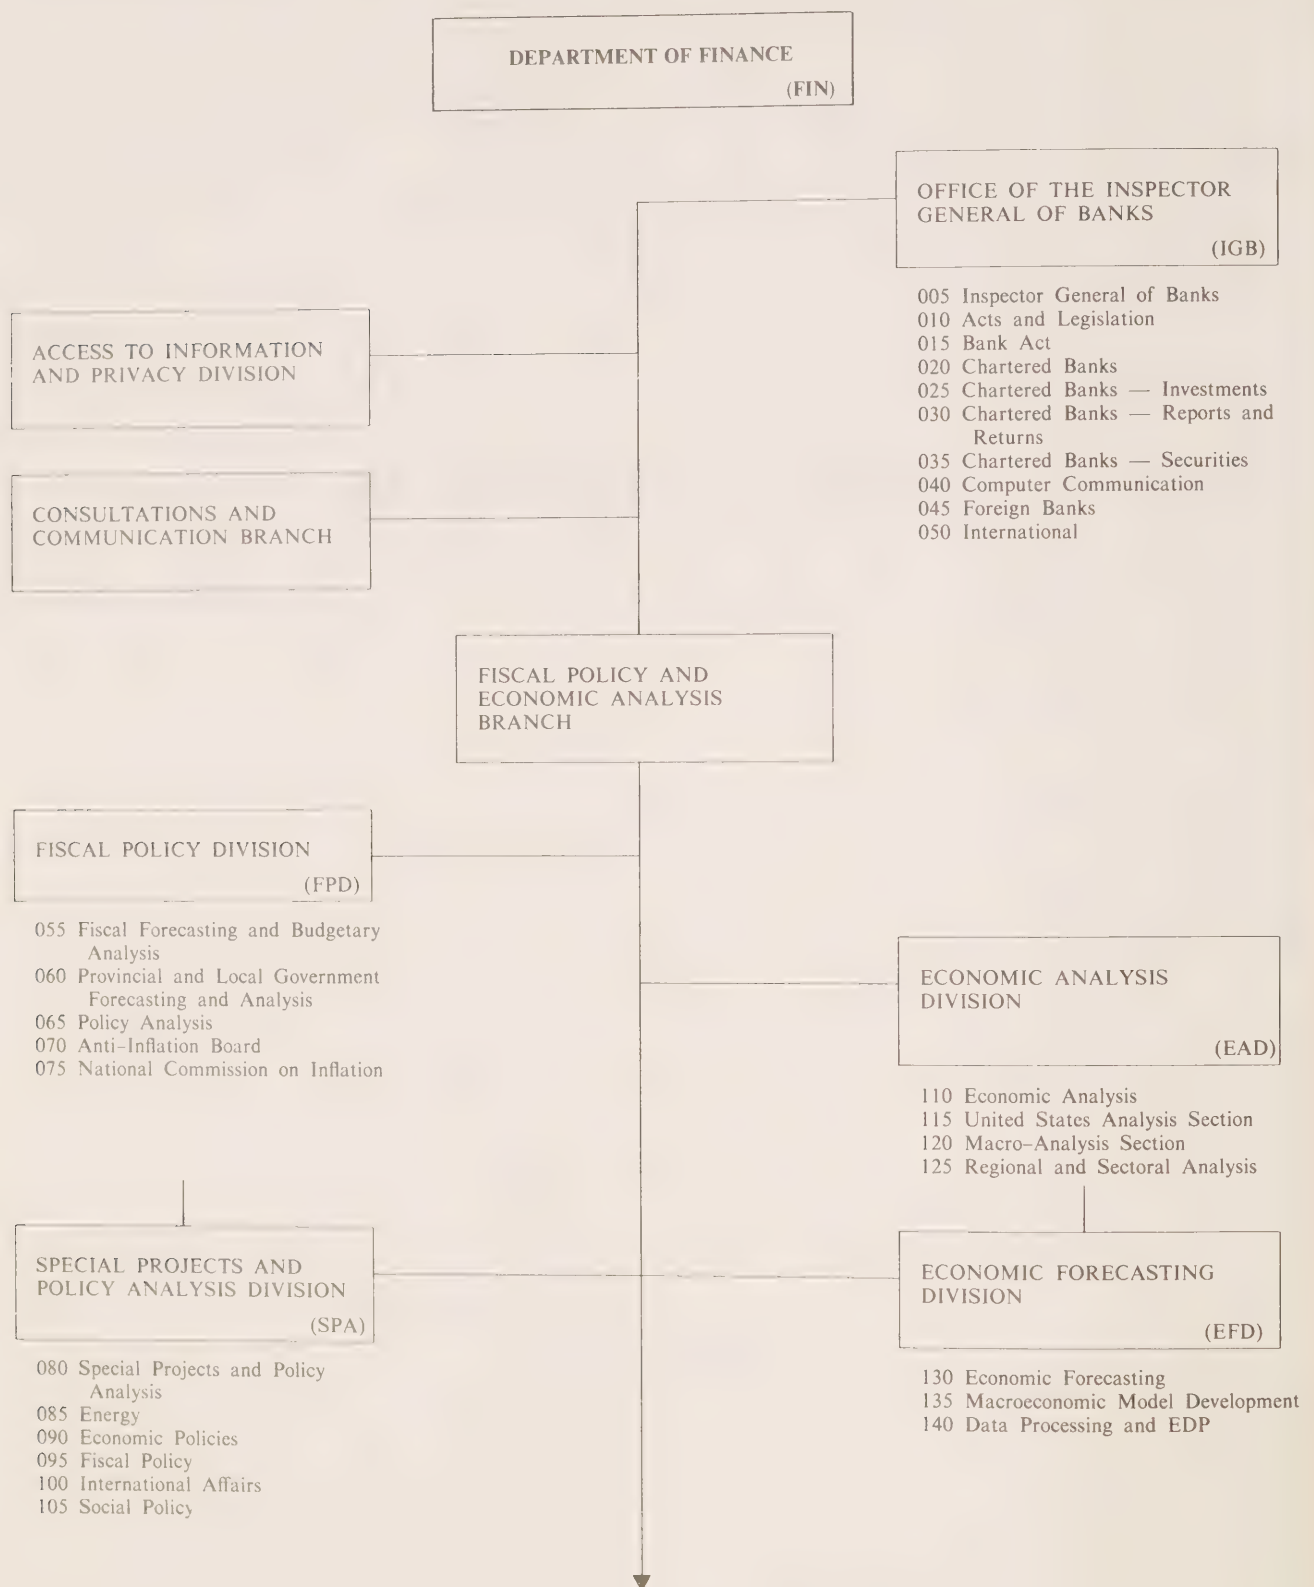 DEPARTMENT OF FINANCE
(FIN)
OFFICE OF THE INSPECTOR
GENERAL OF BANKS
(IGB)
005 Inspector General of Banks
010 Acts and Legislation
015 Bank Act
020 Chartered Banks
025 Chartered Banks — Investments
030 Chartered Banks — Reports and
Returns
035 Chartered Banks — Securities
040 Computer Communication
045 Foreign Banks
050 International
ACCESS TO INFORMATION
AND PRIVACY DIVISION
CONSULTATIONS AND
COMMUNICATION BRANCH
FISCAL POLICY AND
ECONOMIC ANALYSIS
BRANCH
FISCAL POLICY DIVISION
(FPD)
055 Fiscal Forecasting and Budgetary
Analysis
060 Provincial and Local Government
Forecasting and Analysis
065 Policy Analysis
070 Anti-Inflation Board
075 National Commission on Inflation
ECONOMIC ANALYSIS
DIVISION
(EAD)
110 Economic Analysis
115 United States Analysis Section
120 Macro-Analysis Section
125 Regional and Sectoral Analysis
SPECIAL PROJECTS AND
POLICY ANALYSIS DIVISION
(SPA)
080 Special Projects and Policy
Analysis
085 Energy
090 Economic Policies
095 Fiscal Policy
100 International Affairs
105 Social Policy
ECONOMIC FORECASTING
DIVISION
(EFD)
130 Economic Forecasting
135 Macroeconomic Model Development
140 Data Processing and EDP